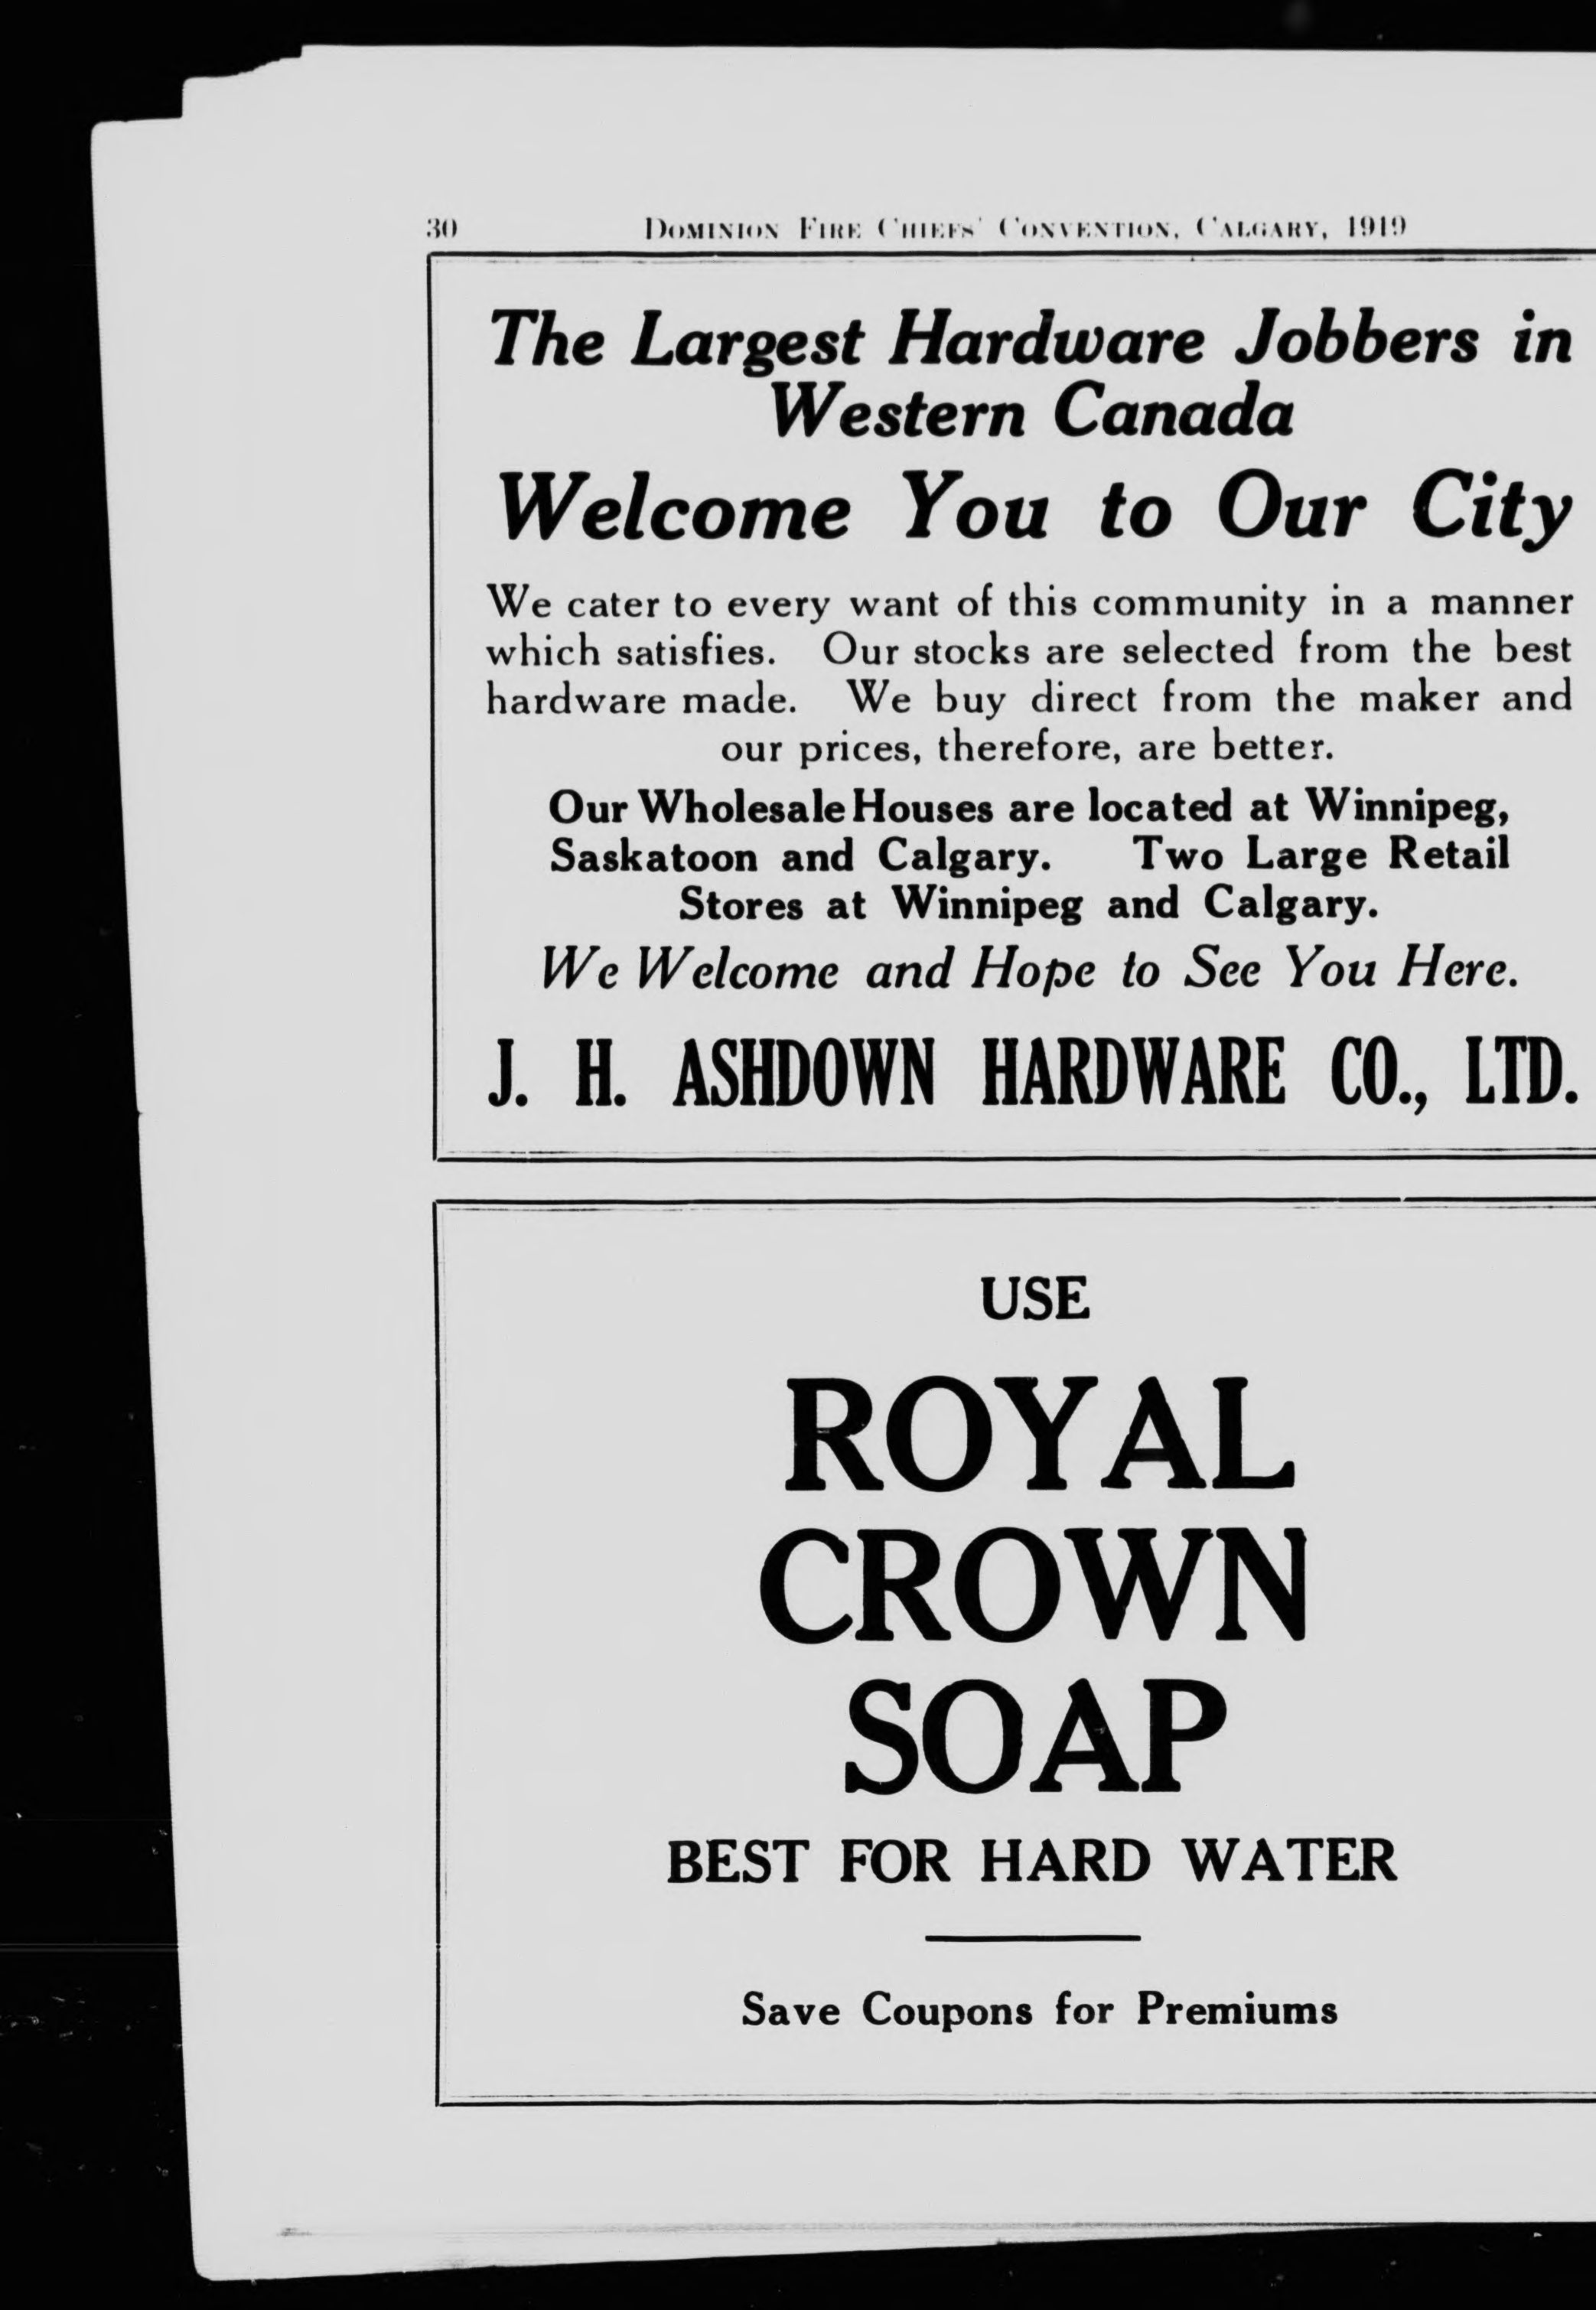 30 Dominion Fire Chiefs' Convention, Calgary, 1919
The Largest Hardware Jobbers in
Western Canada
Welcome You to Our City
We cater to every want of this community in a manner
which satisfies. Our stocks are selected from the best
hardware made. We buy direct from the maker and
our prices, therefore, are better.
Our Wholesale Houses are located at Winnipeg,
Saskatoon and Calgary. Two Large Retail
Stores at Winnipeg and Calgary.
We Welcome and Hope to See You Here.
J. H. ASHDOWN HARDWARE CO., LTD.
USE
ROYAL
CROWN
SOAP
BEST FOR HARD WATER
Save Coupons for Premiums